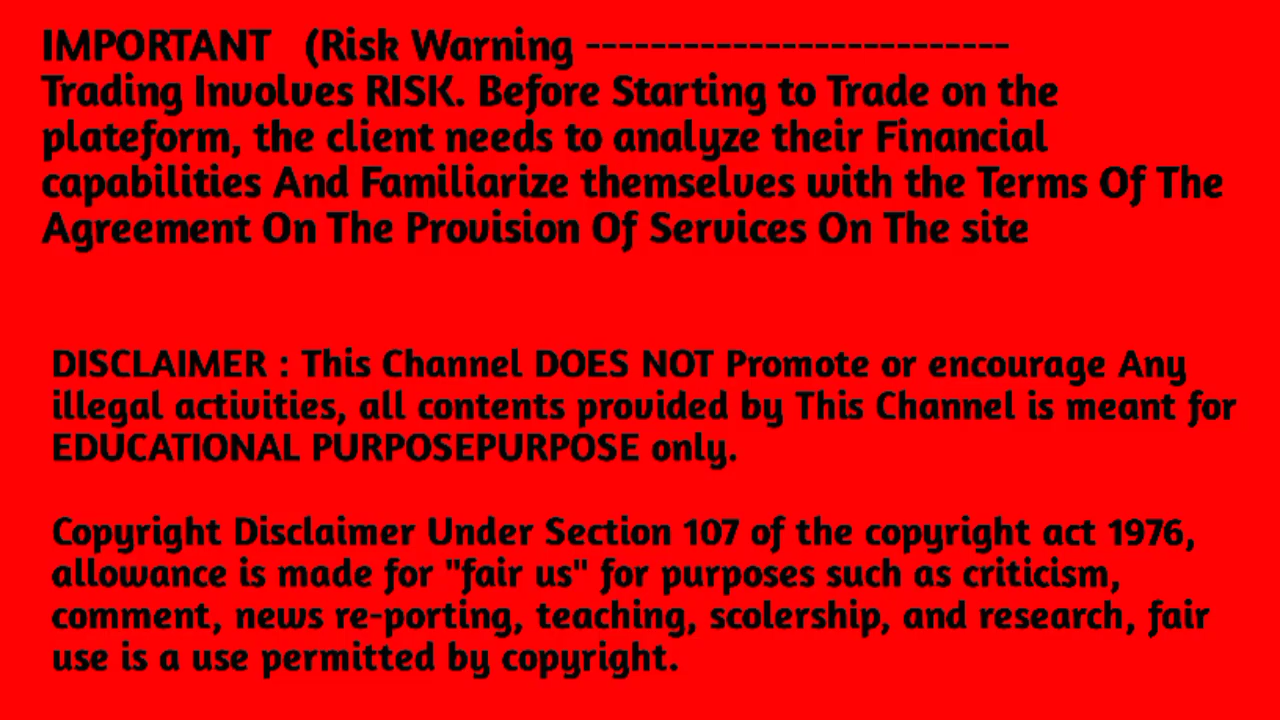 IMPORTANT (Risk Warning --------------------------
Trading Involves RISK. Before Starting to Trade on the
plateform, the client needs to analyze their Financial
capabilities And Familiarize themselves with the Terms Of The
Agreement On The Provision Of Services On The site
DISCLAIMER : This Channel DOES NOT Promote or encourage Any
illegal activities, all contents provided by This Channel is meant for
EDUCATIONAL PURPOSEPURPOSE only.
Copyright Disclaimer Under Section 107 of the copyright act 1976,
allowance is made for "fair us" for purposes such as criticism,
comment, news re-porting, teaching, scolership, and research, fair
use is a use permitted by copyright.